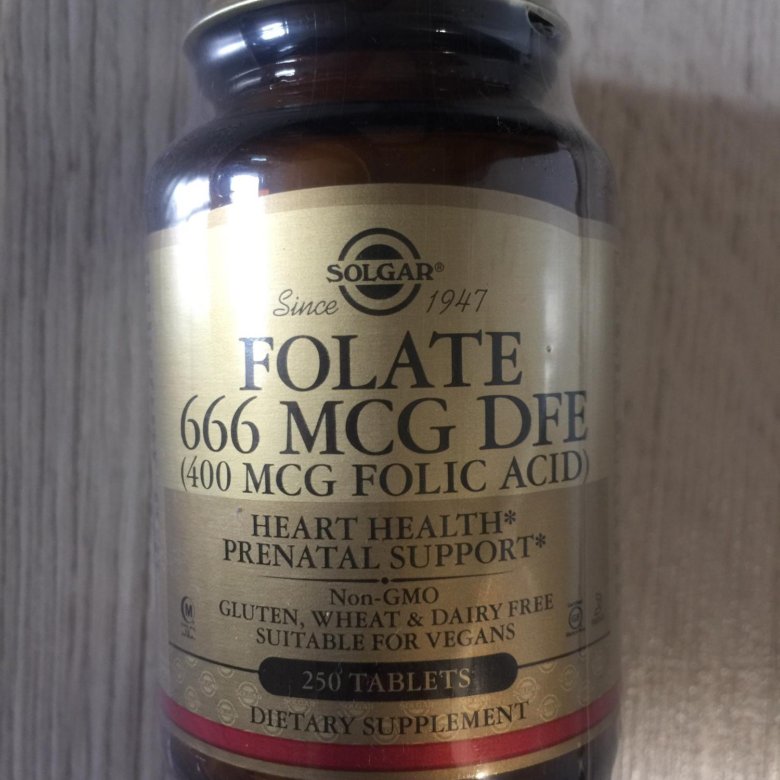 SOLGAR®
Since 1947
FOLATE
666 MCG DFE
(400 MCG FOLIC ACID)
HEART HEALTH*
PRENATAL SUPPORT*
Non-GMO
GLUTEN, WHEAT & DAIRY FREE
SUITABLE FOR VEGANS
250 TABLETS
DIETARY SUPPLEMENT